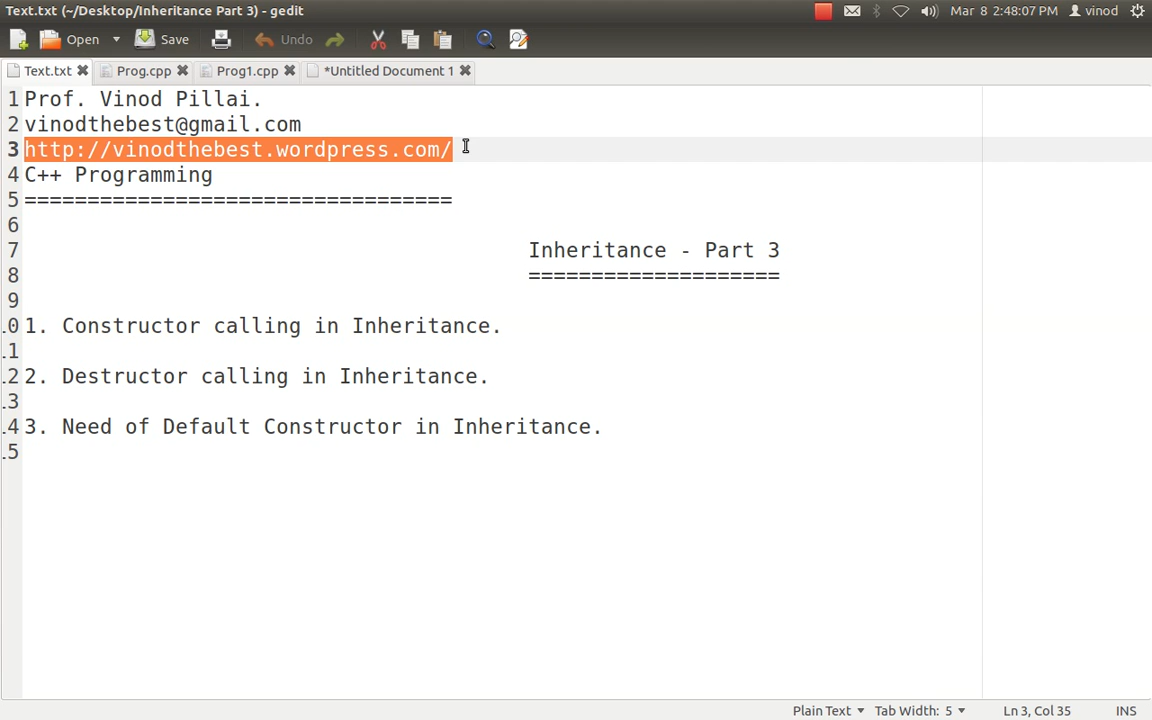 Text.txt (~/Desktop/Inheritance Part 3) - gedit
Mar 8 2:48:07 PM vinod
Open Save Undo
Text.txt Prog.cpp Prog1.cpp *Untitled Document 1
1 Prof. Vinod Pillai.
2 vinodthebest@gmail.com
3 http://vinodthebest.wordpress.com/
4 C++ Programming
5 ==================================
6
7 Inheritance - Part 3
8 ====================
9
10 1. Constructor calling in Inheritance.
11
12 2. Destructor calling in Inheritance.
13
14 3. Need of Default Constructor in Inheritance.
15
Plain Text Tab Width: 5 Ln 3, Col 35 INS